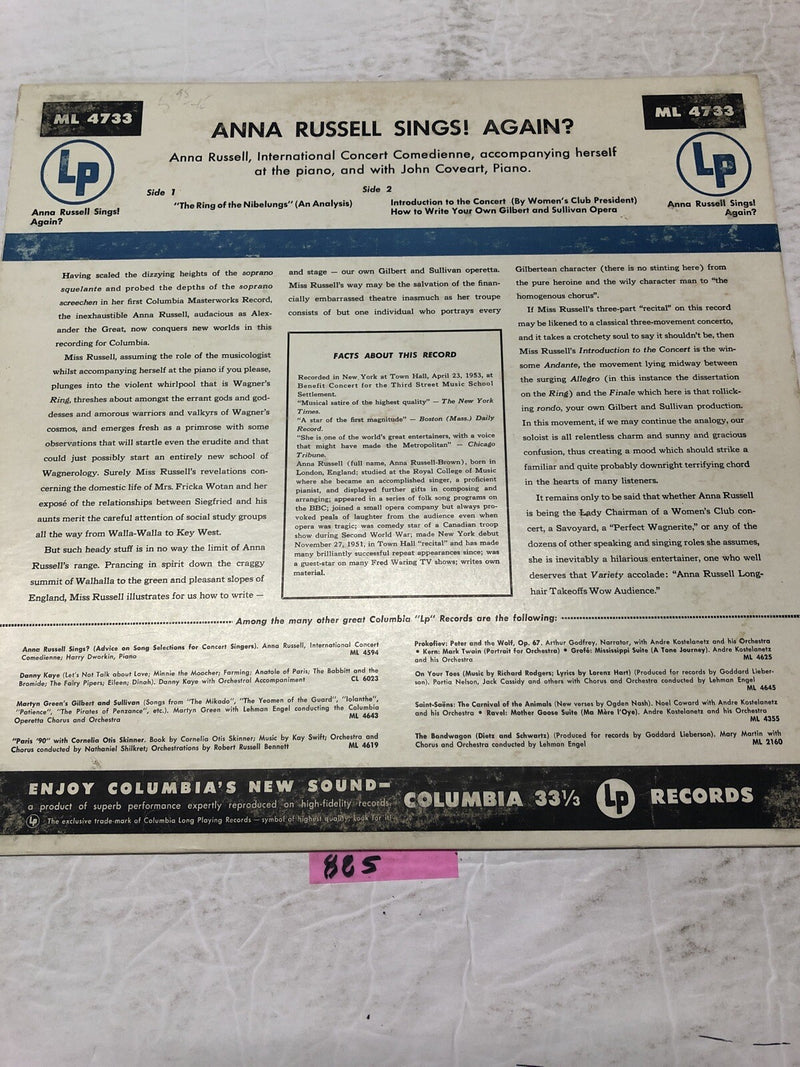 ML 4733
ML 4733
Lp
Lp
ANNA RUSSELL SINGS! AGAIN?
Anna Russell, International Concert Comedienne, accompanying herself
at the piano, and with John Coveart, Piano.
Anna Russell Sings!
Again?
Side 1
"The Ring of the Nibelungs" (An Analysis)
Side 2
Introduction to the Concert (By Women's Club President)
How to Write Your Own Gilbert and Sullivan Opera
Anna Russell Sings!
Again?
Having scaled the dizzying heights of the soprano
squelante and probed the depths of the soprano
screechen in her first Columbia Masterworks Record,
the inexhaustible Anna Russell, audacious as Alex-
ander the Great, now conquers new worlds in this
recording for Columbia.
Miss Russell, assuming the role of the musicologist
whilst accompanying herself at the piano if you please,
plunges into the violent whirlpool that is Wagner's
Ring, threshes about amongst the errant gods and god-
desses and amorous warriors and valkyrs of Wagner's
cosmos, and emerges fresh as a primrose with some
observations that will startle even the erudite and that
could just possibly start an entirely new school of
Wagnerology. Surely Miss Russell's revelations con-
cerning the domestic life of Mrs. Fricka Wotan and her
exposé of the relationships between Siegfried and his
aunts merit the careful attention of social study groups
all the way from Walla-Walla to Key West.
But such heady stuff is in no way the limit of Anna
Russell's range. Prancing in spirit down the craggy
summit of Walhalla to the green and pleasant slopes of
England, Miss Russell illustrates for us how to write —
and stage — our own Gilbert and Sullivan operetta.
Miss Russell's way may be the salvation of the finan-
cially embarrassed theatre inasmuch as her troupe
consists of but one individual who portrays every
FACTS ABOUT THIS RECORD
Recorded in New York at Town Hall, April 23, 1953, at
Benefit Concert for the Third Street Music School
Settlement.
"Musical satire of the highest quality" — The New York
Times.
"A star of the first magnitude" — Boston (Mass.) Daily
Record.
"She is one of the world's great entertainers, with a voice
that might have made the Metropolitan" — Chicago
Tribune.
Anna Russell (full name, Anna Russell-Brown), born in
London, England; studied at the Royal College of Music
where she became an accomplished singer, a proficient
pianist, and displayed further gifts in composing and
arranging; appeared in a series of folk song programs on
the BBC; joined a small opera company but always pro-
voked peals of laughter from the audience even when
opera was tragic; was comedy star of a Canadian troop
show during Second World War; made New York debut
November 27, 1951, in Town Hall "recital" and has made
many brilliantly successful repeat appearances since; was
a guest-star on many Fred Waring TV shows; writes own
material.
Gilbertean character (there is no stinting here) from
the pure heroine and the wily character man to "the
homogenous chorus".
If Miss Russell's three-part "recital" on this record
may be likened to a classical three-movement concerto,
and it takes a crotchety soul to say it shouldn't be, then
Miss Russell's Introduction to the Concert is the win-
some Andante, the movement lying midway between
the surging Allegro (in this instance the dissertation
on the Ring) and the Finale which here is that rollick-
ing rondo, your own Gilbert and Sullivan production.
In this movement, if we may continue the analogy, our
soloist is all relentless charm and sunny and gracious
confusion, thus creating a mood which should strike a
familiar and quite probably downright terrifying chord
in the hearts of many listeners.
It remains only to be said that whether Anna Russell
is being the Lady Chairman of a Women's Club con-
cert, a Savoyard, a "Perfect Wagnerite," or any of the
dozens of other speaking and singing roles she assumes,
she is inevitably a hilarious entertainer, one who well
deserves that Variety accolade: "Anna Russell Long-
hair Takeoffs Wow Audience."
Among the many other great Columbia "Lp" Records are the following:
Anna Russell Sings? (Advice on Song Selections for Concert Singers). Anna Russell, International Concert
Comedienne; Harry Dworkin, Piano ML 4594
Danny Kaye (Let's Not Talk about Love; Minnie the Moocher; Farming; Anatole of Paris; The Babbitt and the
Bromide; The Fairy Pipers; Eileen; Dinah). Danny Kaye with Orchestral Accompaniment CL 6023
Martyn Green's Gilbert and Sullivan (Songs from "The Mikado", "The Yeomen of the Guard", "Iolanthe",
"Patience", "The Pirates of Penzance", etc.). Martyn Green with Lehman Engel conducting the Columbia
Operetta Chorus and Orchestra ML 4643
"Paris '90" with Cornelia Otis Skinner. Book by Cornelia Otis Skinner; Music by Kay Swift; Orchestra and
Chorus conducted by Nathaniel Shilkret; Orchestrations by Robert Russell Bennett ML 4619
Prokofiev: Peter and the Wolf, Op. 67. Arthur Godfrey, Narrator, with Andre Kostelanetz and his Orchestra
• Kern: Mark Twain (Portrait for Orchestra) • Grofé: Mississippi Suite (A Tone Journey). Andre Kostelanetz
and his Orchestra ML 4625
On Your Toes (Music by Richard Rodgers; Lyrics by Lorenz Hart) (Produced for records by Goddard Lieber-
son). Portia Nelson, Jack Cassidy and others with Chorus and Orchestra conducted by Lehman Engel
ML 4645
Saint-Saëns: The Carnival of the Animals (New verses by Ogden Nash). Noel Coward with Andre Kostelanetz
and his Orchestra • Ravel: Mother Goose Suite (Ma Mère l'Oye). Andre Kostelanetz and his Orchestra
ML 4355
The Bandwagon (Dietz and Schwartz) (Produced for records by Goddard Lieberson). Mary Martin with
Chorus and Orchestra conducted by Lehman Engel ML 2160
ENJOY COLUMBIA'S NEW SOUND—
a product of superb performance expertly reproduced on high-fidelity records.
Lp The exclusive trade-mark of Columbia Long Playing Records — symbol of highest quality. Look for it!
COLUMBIA 33⅓ Lp RECORDS
885